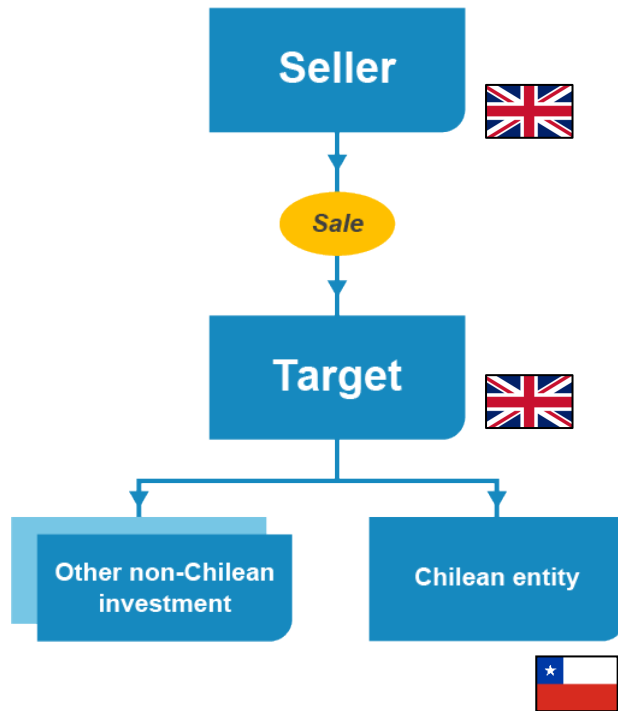 Seller
Sale
Target
Other non-Chilean
investment
Chilean entity